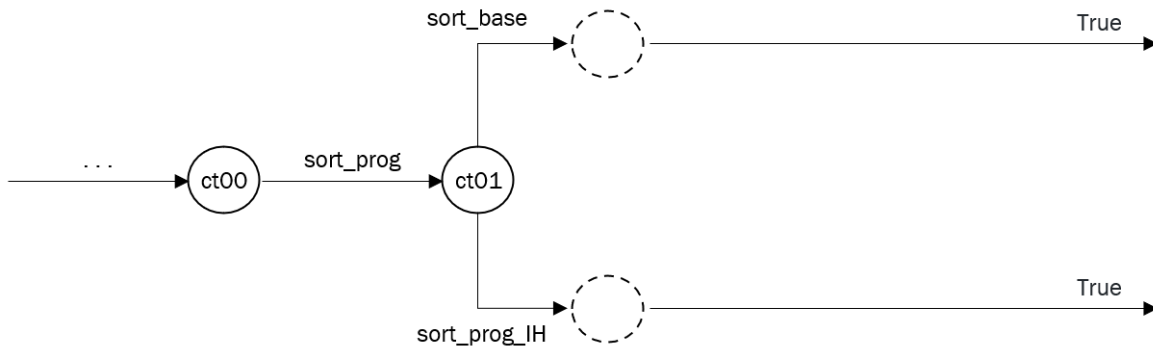 sort_base
True
. . .
ct00
sort_prog
ct01
True
sort_prog_IH